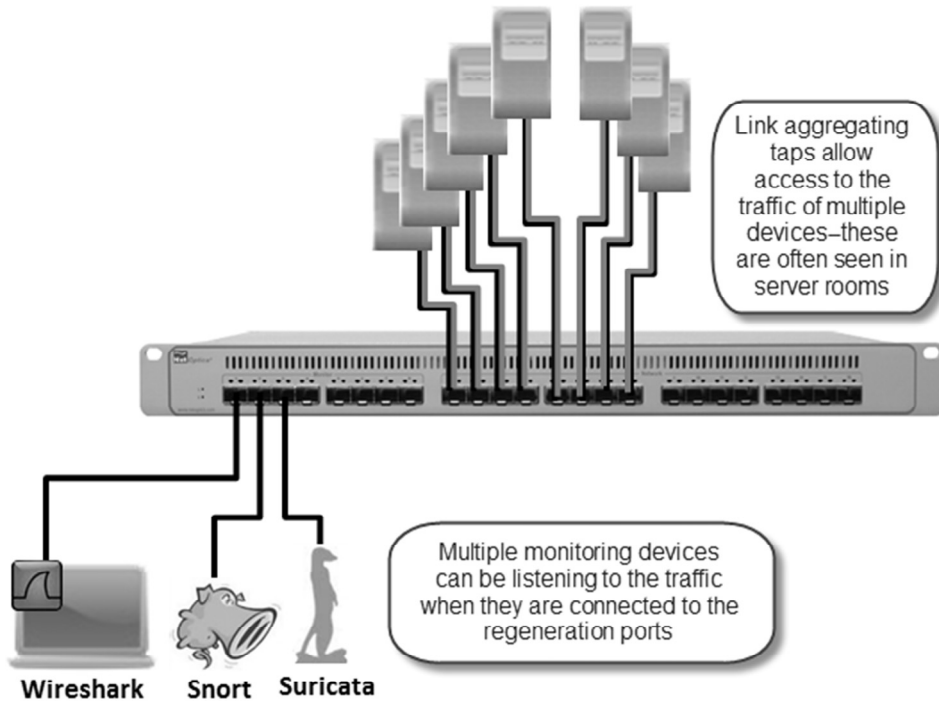 Link aggregating
taps allow
access to the
traffic of multiple
devices–these
are often seen in
server rooms
Monitor
Network
Multiple monitoring devices
can be listening to the traffic
when they are connected to the
regeneration ports
Wireshark
Snort
Suricata